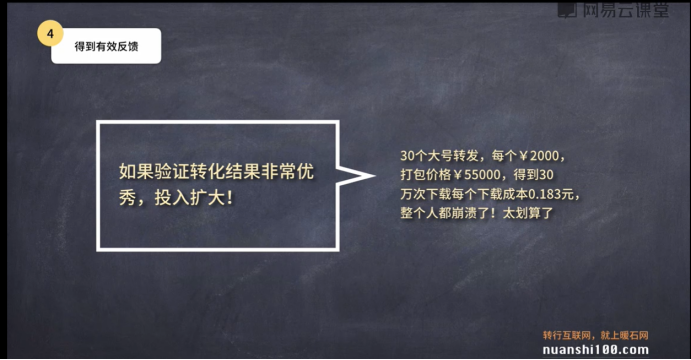 网易云课堂
4
得到有效反馈
如果验证转化结果非常优
秀，投入扩大！
30个大号转发，每个￥2000，
打包价格￥55000，得到30
万次下载每个下载成本0.183元，
整个人都崩溃了！太划算了
转行互联网，就上暖石网
nuanshi100.com